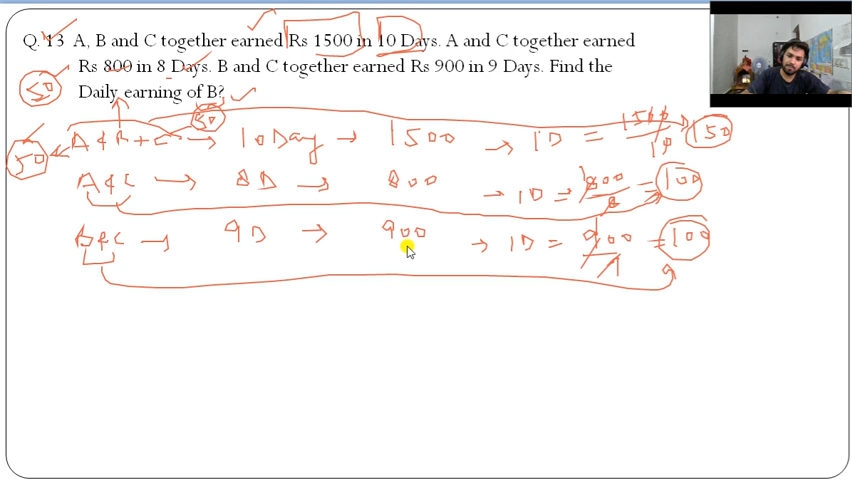 Q. 13 A, B and C together earned Rs 1500 in 10 Days. A and C together earned
Rs 800 in 8 Days. B and C together earned Rs 900 in 9 Days. Find the
50 Daily earning of B?
50
50 A & B + C → 10 Day → 1500 → 1D = 1500/10 150
A & C → 8D → 800 → 1D = 800/8 = 100
B & C → 9D → 900 → 1D = 900/9 = 100